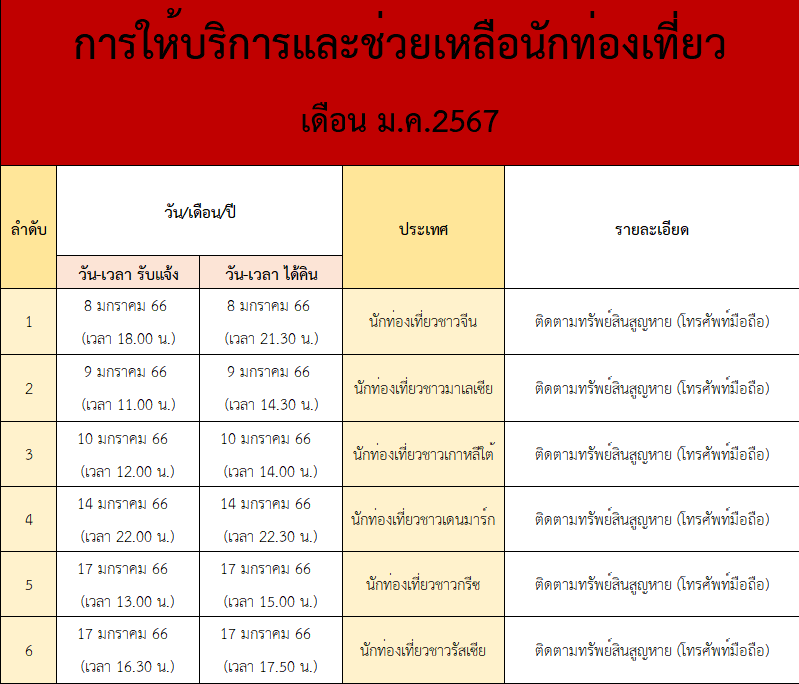 การให้บริการและช่วยเหลือนักท่องเที่ยว
เดือน ม.ค.2567
ลำดับ
วัน/เดือน/ปี
ประเทศ
รายละเอียด
วัน-เวลา รับแจ้ง
วัน-เวลา ได้คืน
1
8 มกราคม 66
(เวลา 18.00 น.)
8 มกราคม 66
(เวลา 21.30 น.)
นักท่องเที่ยวชาวจีน
ติดตามทรัพย์สินสูญหาย (โทรศัพท์มือถือ)
2
9 มกราคม 66
(เวลา 11.00 น.)
9 มกราคม 66
(เวลา 14.30 น.)
นักท่องเที่ยวชาวมาเลเซีย
ติดตามทรัพย์สินสูญหาย (โทรศัพท์มือถือ)
3
10 มกราคม 66
(เวลา 12.00 น.)
10 มกราคม 66
(เวลา 14.00 น.)
นักท่องเที่ยวชาวเกาหลีใต้
ติดตามทรัพย์สินสูญหาย (โทรศัพท์มือถือ)
4
14 มกราคม 66
(เวลา 22.00 น.)
14 มกราคม 66
(เวลา 22.30 น.)
นักท่องเที่ยวชาวเดนมาร์ก
ติดตามทรัพย์สินสูญหาย (โทรศัพท์มือถือ)
5
17 มกราคม 66
(เวลา 13.00 น.)
17 มกราคม 66
(เวลา 15.00 น.)
นักท่องเที่ยวชาวกรีซ
ติดตามทรัพย์สินสูญหาย (โทรศัพท์มือถือ)
6
17 มกราคม 66
(เวลา 16.30 น.)
17 มกราคม 66
(เวลา 17.50 น.)
นักท่องเที่ยวชาวรัสเซีย
ติดตามทรัพย์สินสูญหาย (โทรศัพท์มือถือ)